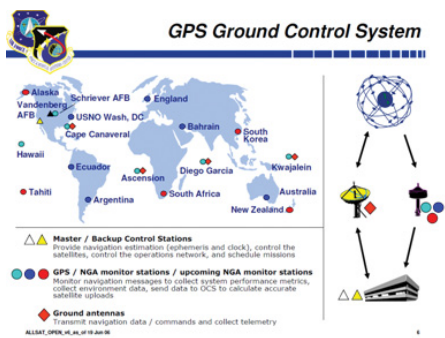 GPS Ground Control System
Alaska
Schriever AFB
England
Vandenberg
AFB
USNO Wash, DC
Cape Canaveral
Bahrain
South
Korea
Hawaii
Ecuador
Ascension
Diego Garcia
Kwajalein
Tahiti
Argentina
South Africa
Australia
New Zealand
Master / Backup Control Stations
Provide navigation estimation (ephemeris and clock), control the
satellites, control the operations network, and schedule missions
GPS / NGA monitor stations / upcoming NGA monitor stations
Monitor navigation messages to collect system performance metrics,
collect environment data, send data to OCS to calculate accurate
satellite uploads
Ground antennas
Transmit navigation data / commands and collect telemetry
6